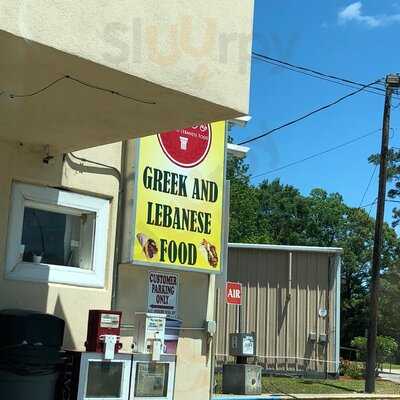 GREEK AND
LEBANESE
FOOD
CUSTOMER
PARKING
ONLY
AIR